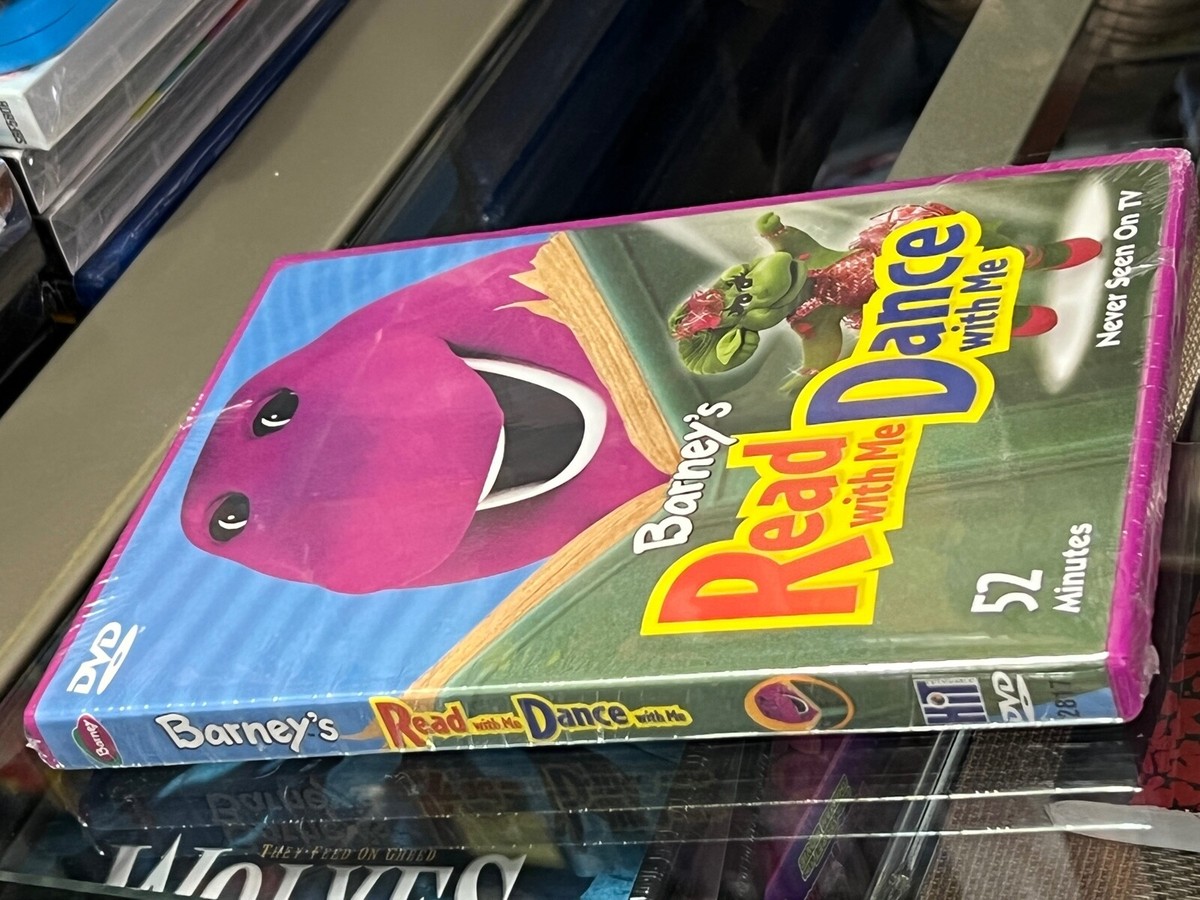 DVD
Barney's
Read
with Me
Dance
with Me
Never Seen On TV
52
Minutes
Barney
Barney's
Read with Me Dance with Me
HiT
DVD
THEY FEED ON GREED
WOLVES